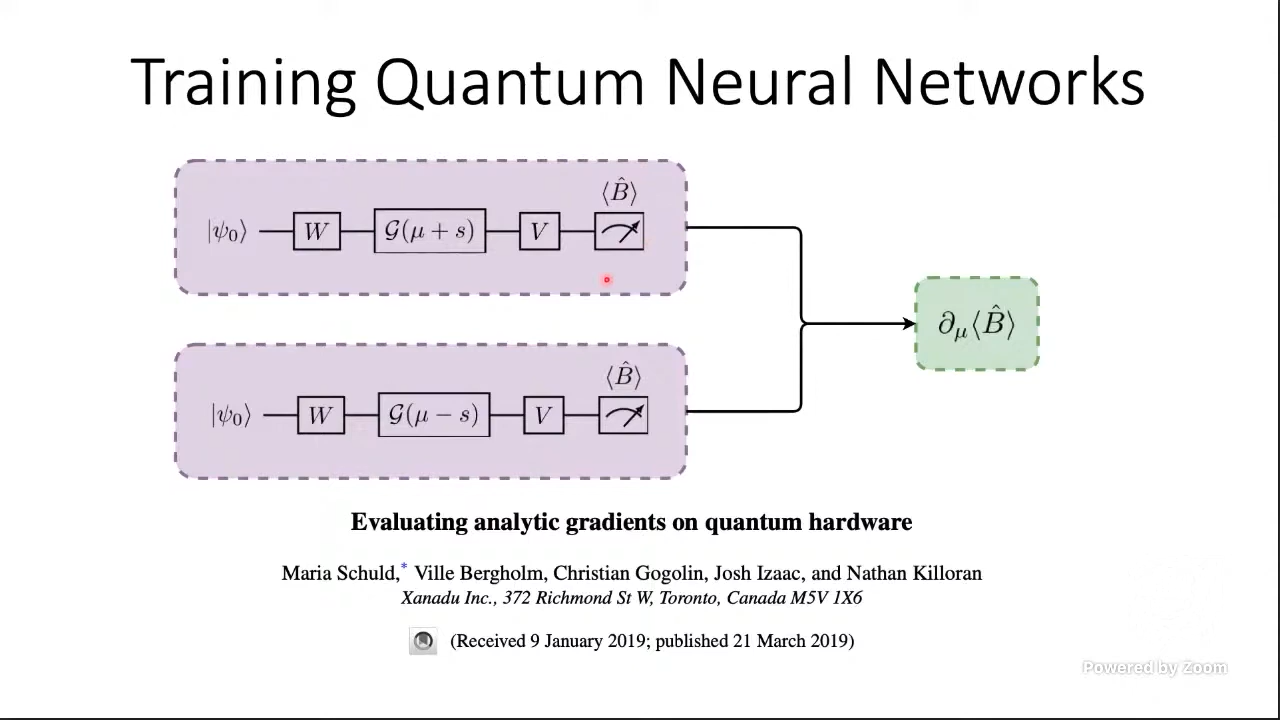 Training Quantum Neural Networks
⟨B̂⟩
|ψ₀⟩ W 𝒢(μ + s) V
∂_μ⟨B̂⟩
⟨B̂⟩
|ψ₀⟩ W 𝒢(μ − s) V
Evaluating analytic gradients on quantum hardware
Maria Schuld,* Ville Bergholm, Christian Gogolin, Josh Izaac, and Nathan Killoran
Xanadu Inc., 372 Richmond St W, Toronto, Canada M5V 1X6
(Received 9 January 2019; published 21 March 2019)
Powered by Zoom